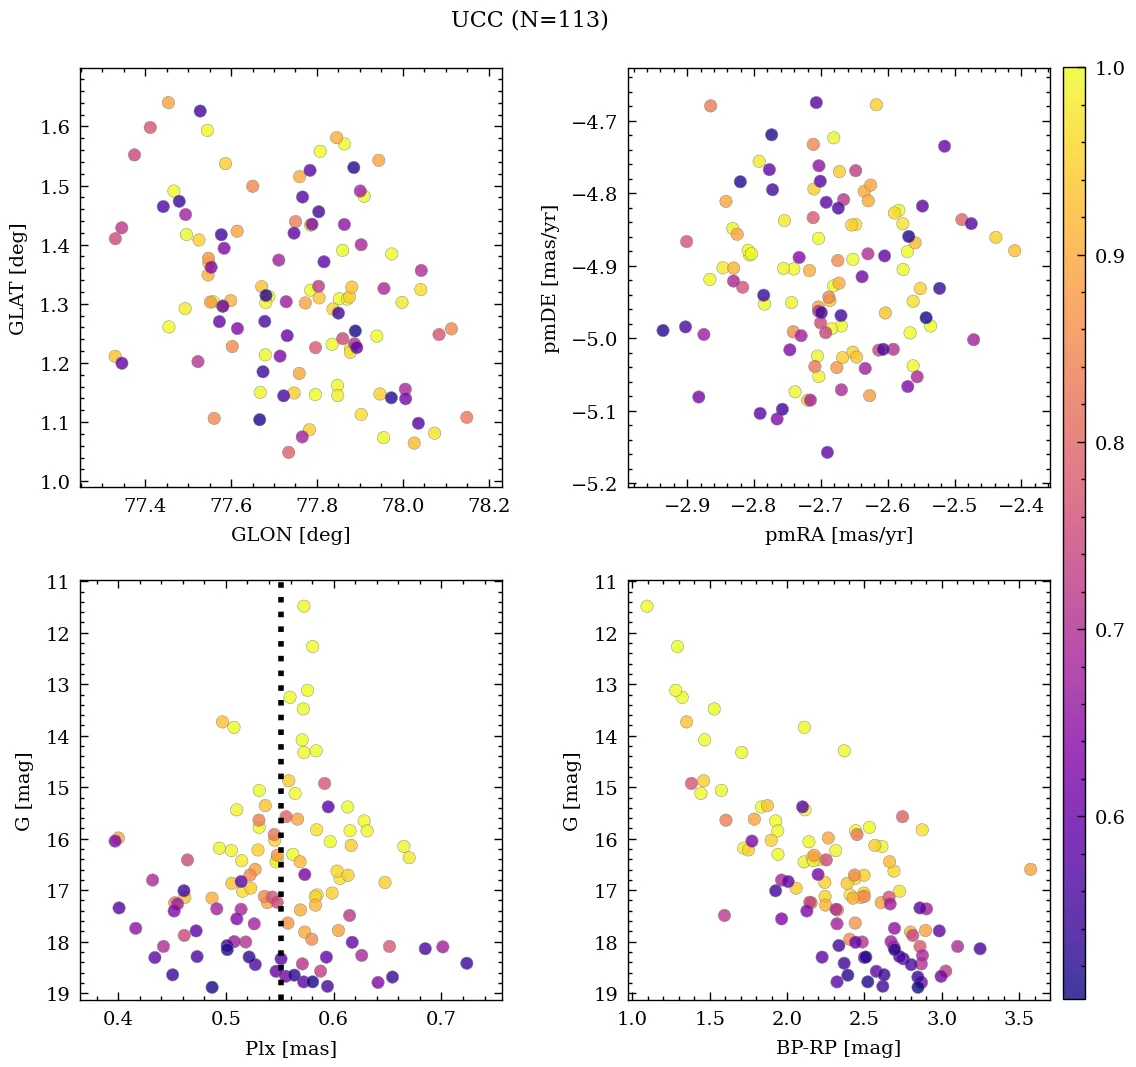 UCC (N=113)
1.6
1.5
1.4
1.3
1.2
1.1
1.0
GLAT [deg]
77.4 77.6 77.8 78.0 78.2
GLON [deg]
−4.7
−4.8
−4.9
−5.0
−5.1
−5.2
pmDE [mas/yr]
−2.9 −2.8 −2.7 −2.6 −2.5 −2.4
pmRA [mas/yr]
11
12
13
14
15
16
17
18
19
G [mag]
0.4 0.5 0.6 0.7
Plx [mas]
11
12
13
14
15
16
17
18
19
G [mag]
1.0 1.5 2.0 2.5 3.0 3.5
BP-RP [mag]
1.0
0.9
0.8
0.7
0.6